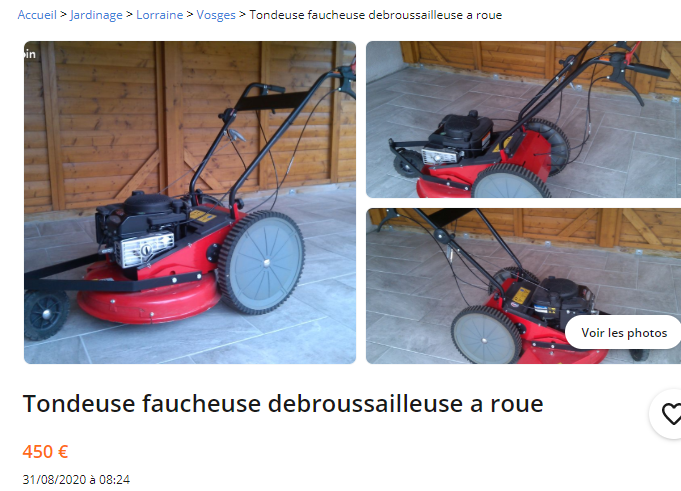 Accueil > Jardinage > Lorraine > Vosges > Tondeuse faucheuse debroussailleuse a roue
oin
Voir les photos
Tondeuse faucheuse debroussailleuse a roue
450 €
31/08/2020 à 08:24